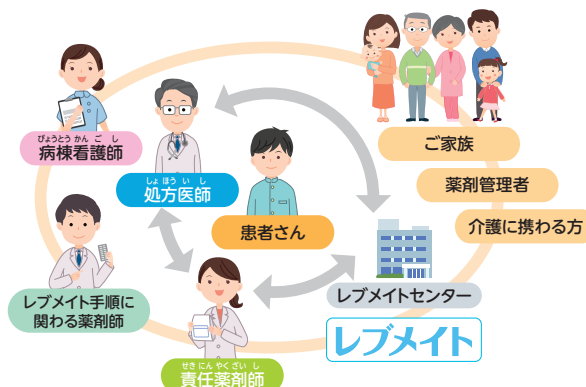 びょうとう かん ご し
病棟看護師
しょ ほう い し
処方医師
患者さん
ご家族
薬剤管理者
介護に携わる方
レブメイト手順に
関わる薬剤師
せき にん やく ざい し
責任薬剤師
レブメイトセンター
レブメイト